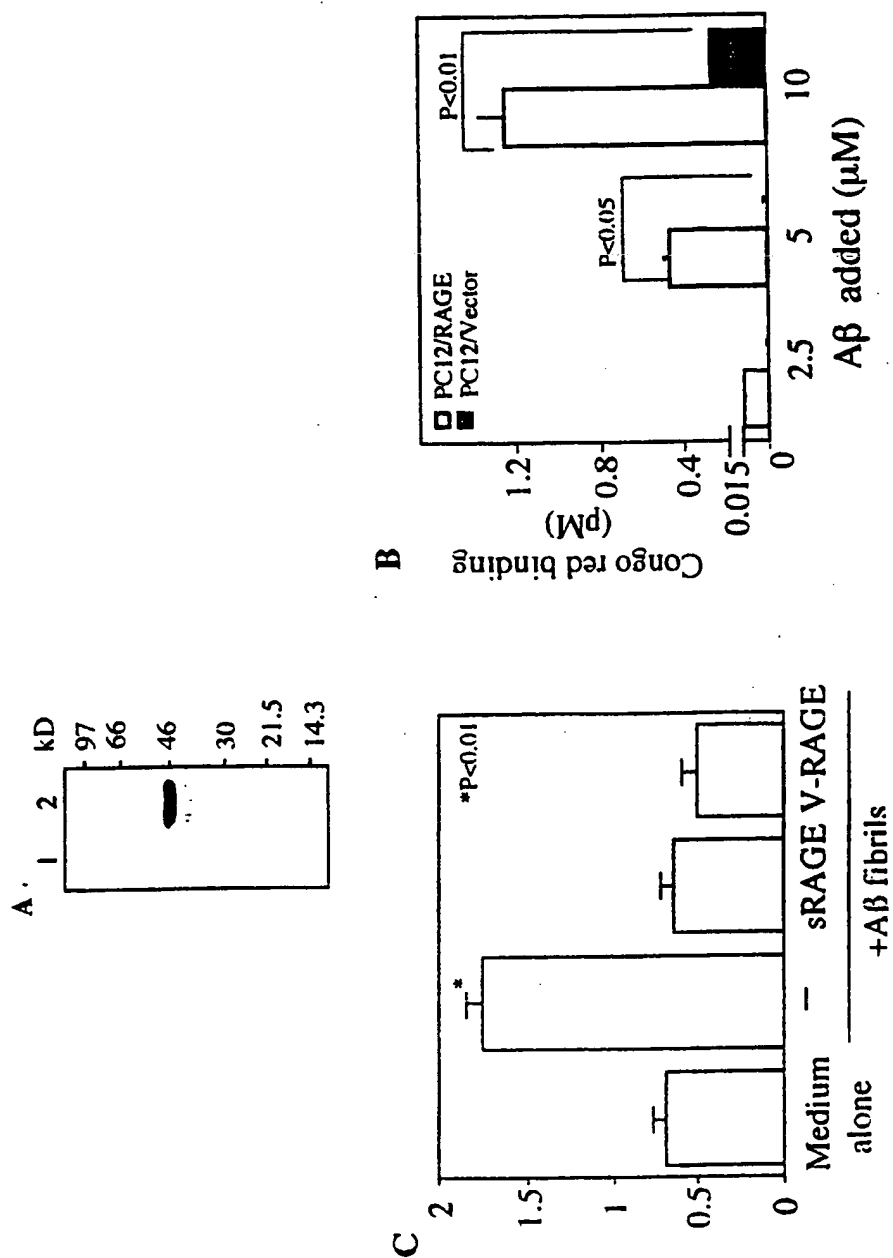 A
1 2 kD
97
66
46
30
21.5
14.3
B
□ PC12/RAGE
■ PC12/Vector
P<0.05
P<0.01
1.2
0.8
0.4
0.015
0
Congo red binding
(pM)
2.5 5 10
Aβ added (μM)
C
*P<0.01
*
2
1.5
1
0.5
0
Medium
alone
– sRAGE V-RAGE
+Aβ fibrils